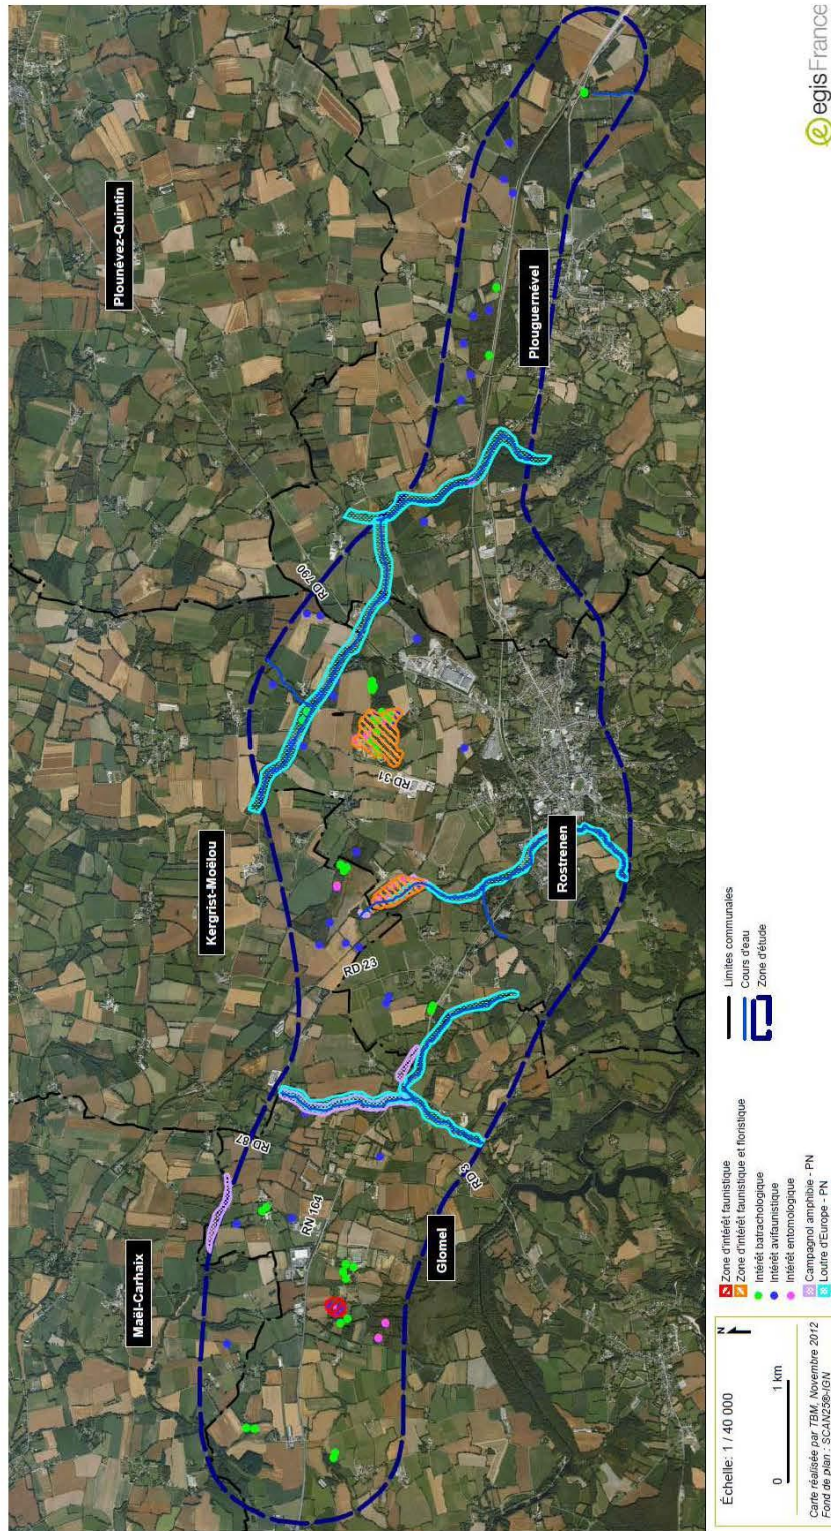 Plounévez-Quintin
Plouguernével
RD 790
Kergrist-Moëlou
RD 31
Rostrenen
RD 23
RD 87
RD 3
RN 164
Maël-Carhaix
Glomel
Échelle: 1 / 40 000
N
0 1 km
Carte réalisée par TBM, Novembre 2012
Fond de plan : SCAN25®-IGN
Zone d'intérêt faunistique
Zone d'intérêt faunistique et floristique
Intérêt batrachologique
Intérêt avifaunistique
Intérêt entomologique
Campagnol amphibie - PN
Loutre d'Europe - PN
Limites communales
Cours d'eau
Zone d'étude
egis France